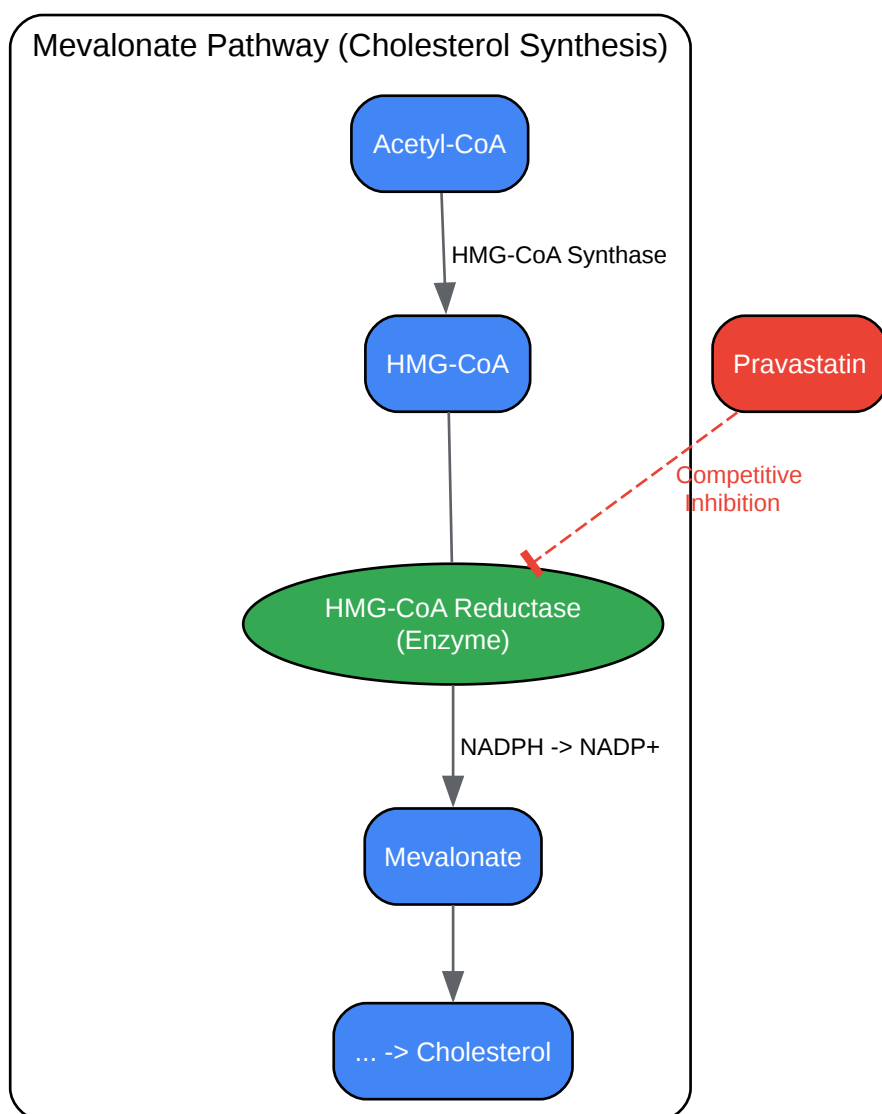 Mevalonate Pathway (Cholesterol Synthesis)
Acetyl-CoA
HMG-CoA Synthase
HMG-CoA
Pravastatin
Competitive
Inhibition
HMG-CoA Reductase
(Enzyme)
NADPH -> NADP+
Mevalonate
... -> Cholesterol